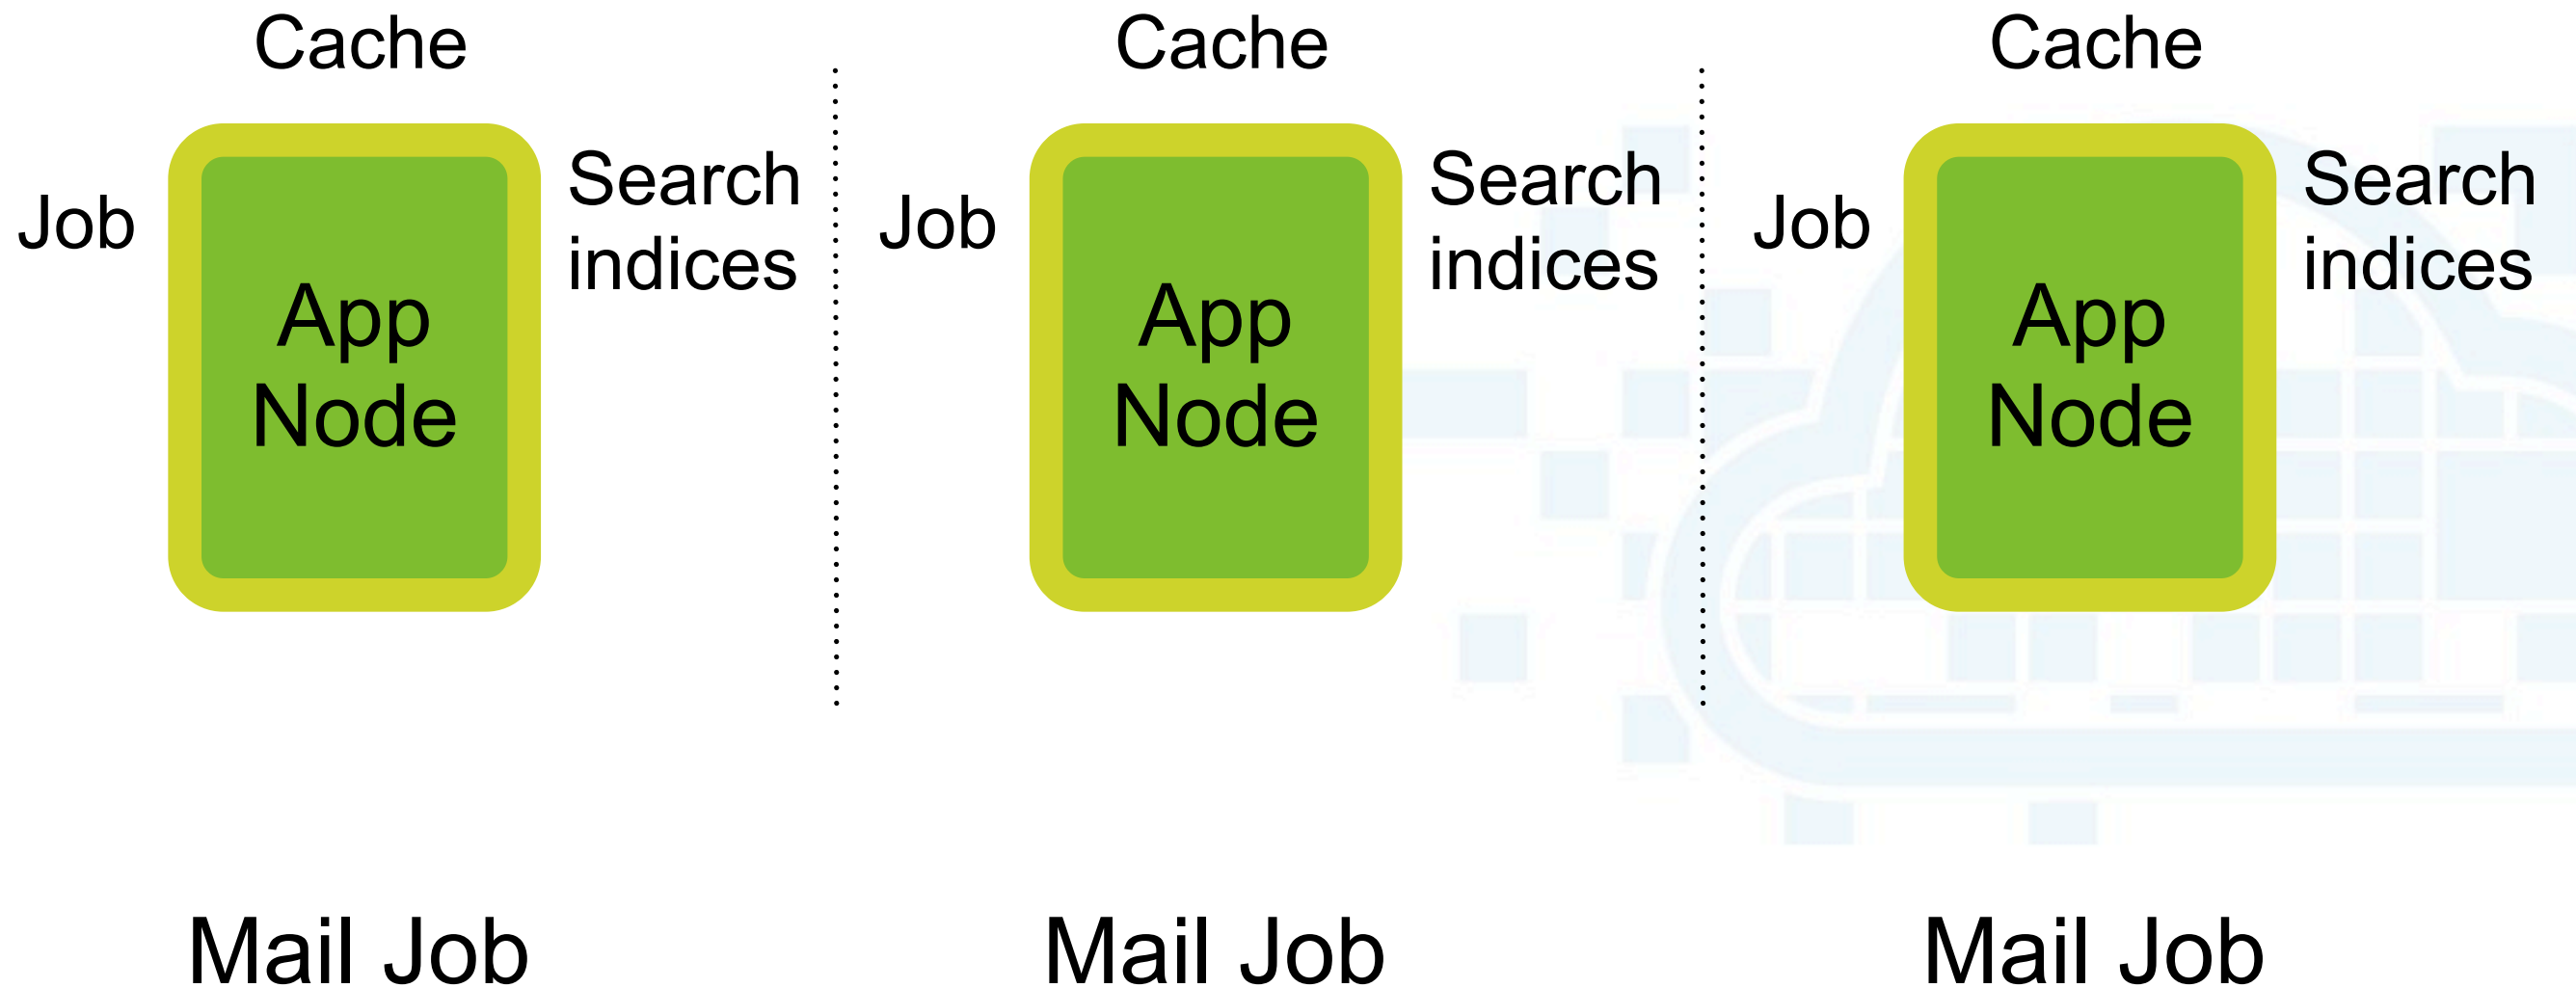 Cache
Job
Search
indices
App
Node
Cache
Job
Search
indices
App
Node
Cache
Job
Search
indices
App
Node
Mail Job
Mail Job
Mail Job